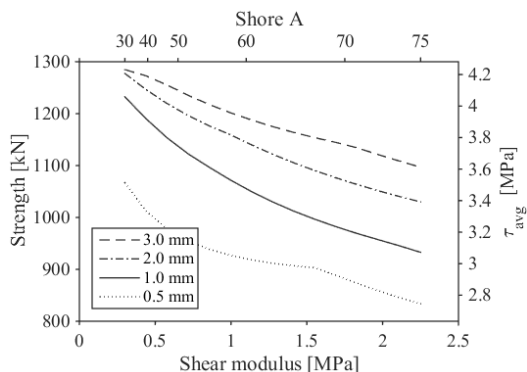 Shore A
30 40 50 60 70 75
1300
1200
1100
1000
900
800
Strength [kN]
4.2
4
3.8
3.6
3.4
3.2
3
2.8
τavg [MPa]
3.0 mm
2.0 mm
1.0 mm
0.5 mm
0 0.5 1 1.5 2 2.5
Shear modulus [MPa]